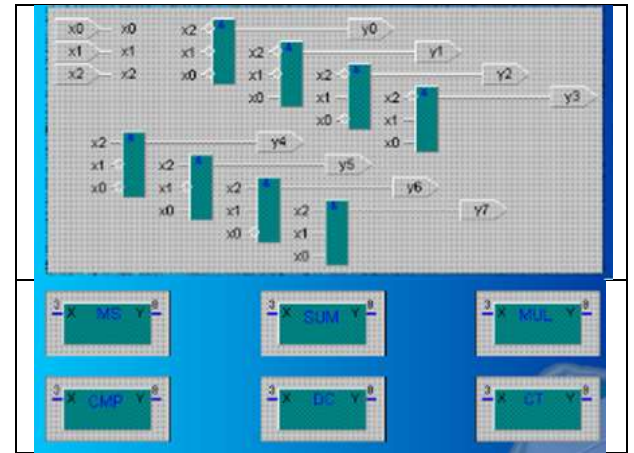 x0 x0 x2 & y0
x1 x1 x1 x2 & y1
x2 x2 x0 x1 x2 & y2
x0 x1 x2 & y3
x0 x1
x0
x2 & y4
x1 x2 & y5
x0 x1 x2 & y6
x0 x1 x2 & y7
x0 x1
x0
3 X MS Y 8
3 X SUM Y 8
3 X MUL Y 8
3 X CMP Y 8
3 X DC Y 8
3 X CT Y 8